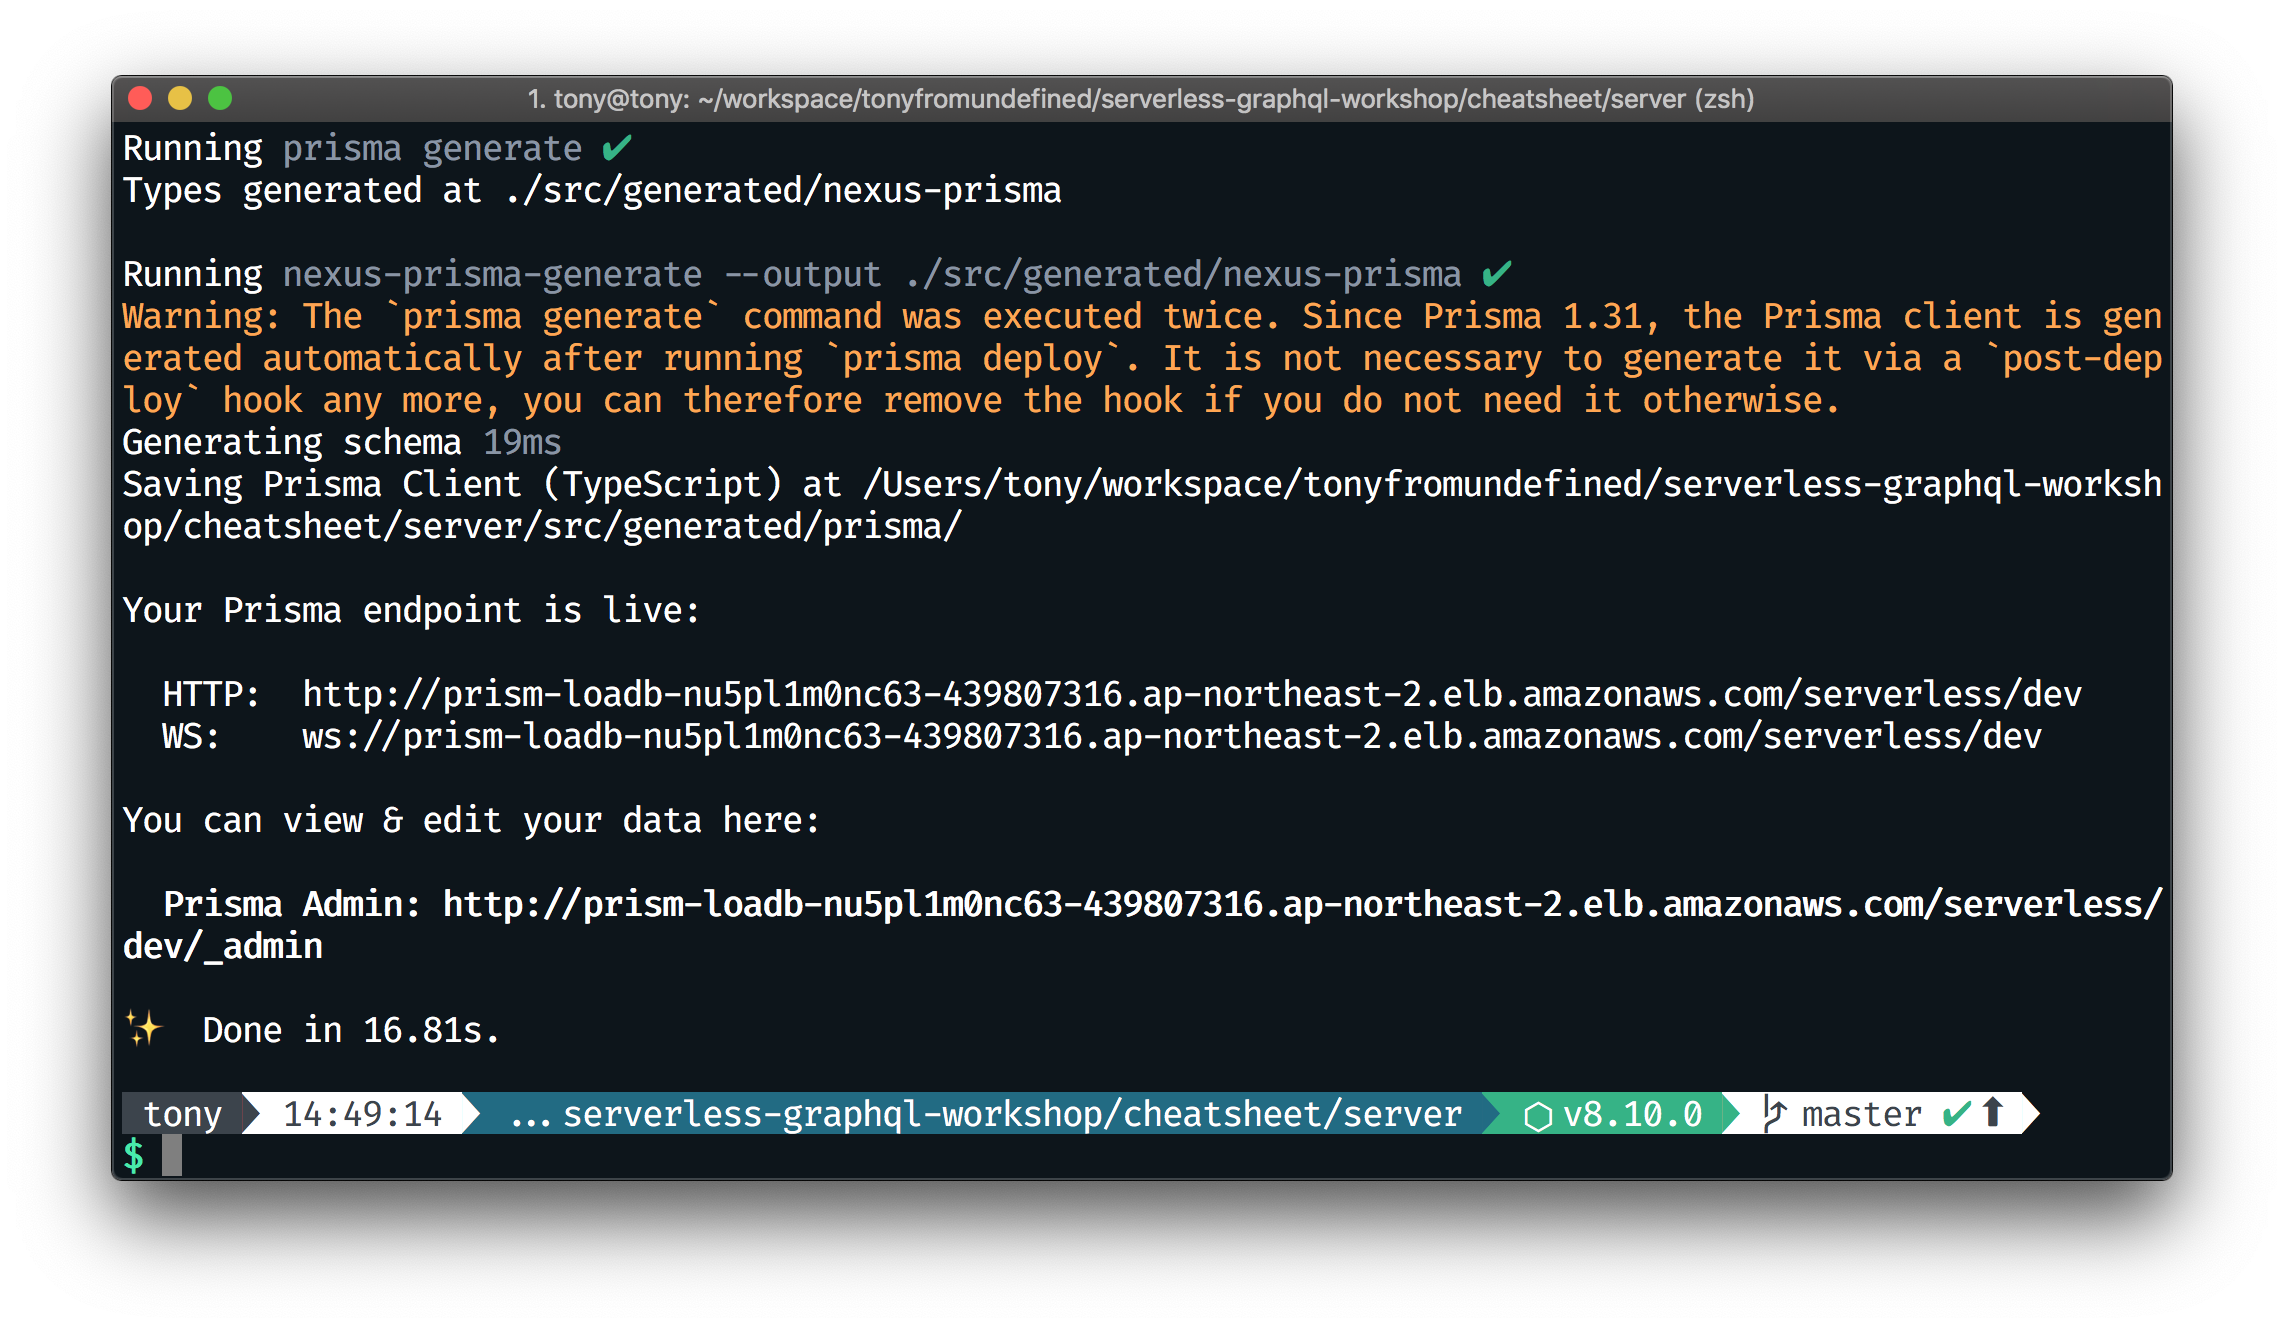 1. tony@tony: ~/workspace/tonyfromundefined/serverless-graphql-workshop/cheatsheet/server (zsh)
Running prisma generate ✔
Types generated at ./src/generated/nexus-prisma
Running nexus-prisma-generate --output ./src/generated/nexus-prisma ✔
Warning: The `prisma generate` command was executed twice. Since Prisma 1.31, the Prisma client is gen
erated automatically after running `prisma deploy`. It is not necessary to generate it via a `post-dep
loy` hook any more, you can therefore remove the hook if you do not need it otherwise.
Generating schema 19ms
Saving Prisma Client (TypeScript) at /Users/tony/workspace/tonyfromundefined/serverless-graphql-worksh
op/cheatsheet/server/src/generated/prisma/
Your Prisma endpoint is live:
HTTP:  http://prism-loadb-nu5pl1m0nc63-439807316.ap-northeast-2.elb.amazonaws.com/serverless/dev
WS:    ws://prism-loadb-nu5pl1m0nc63-439807316.ap-northeast-2.elb.amazonaws.com/serverless/dev
You can view & edit your data here:
Prisma Admin: http://prism-loadb-nu5pl1m0nc63-439807316.ap-northeast-2.elb.amazonaws.com/serverless/
dev/_admin
✨  Done in 16.81s.
tony 14:49:14 ... serverless-graphql-workshop/cheatsheet/server ⬡ v8.10.0 master ✔⬆
$